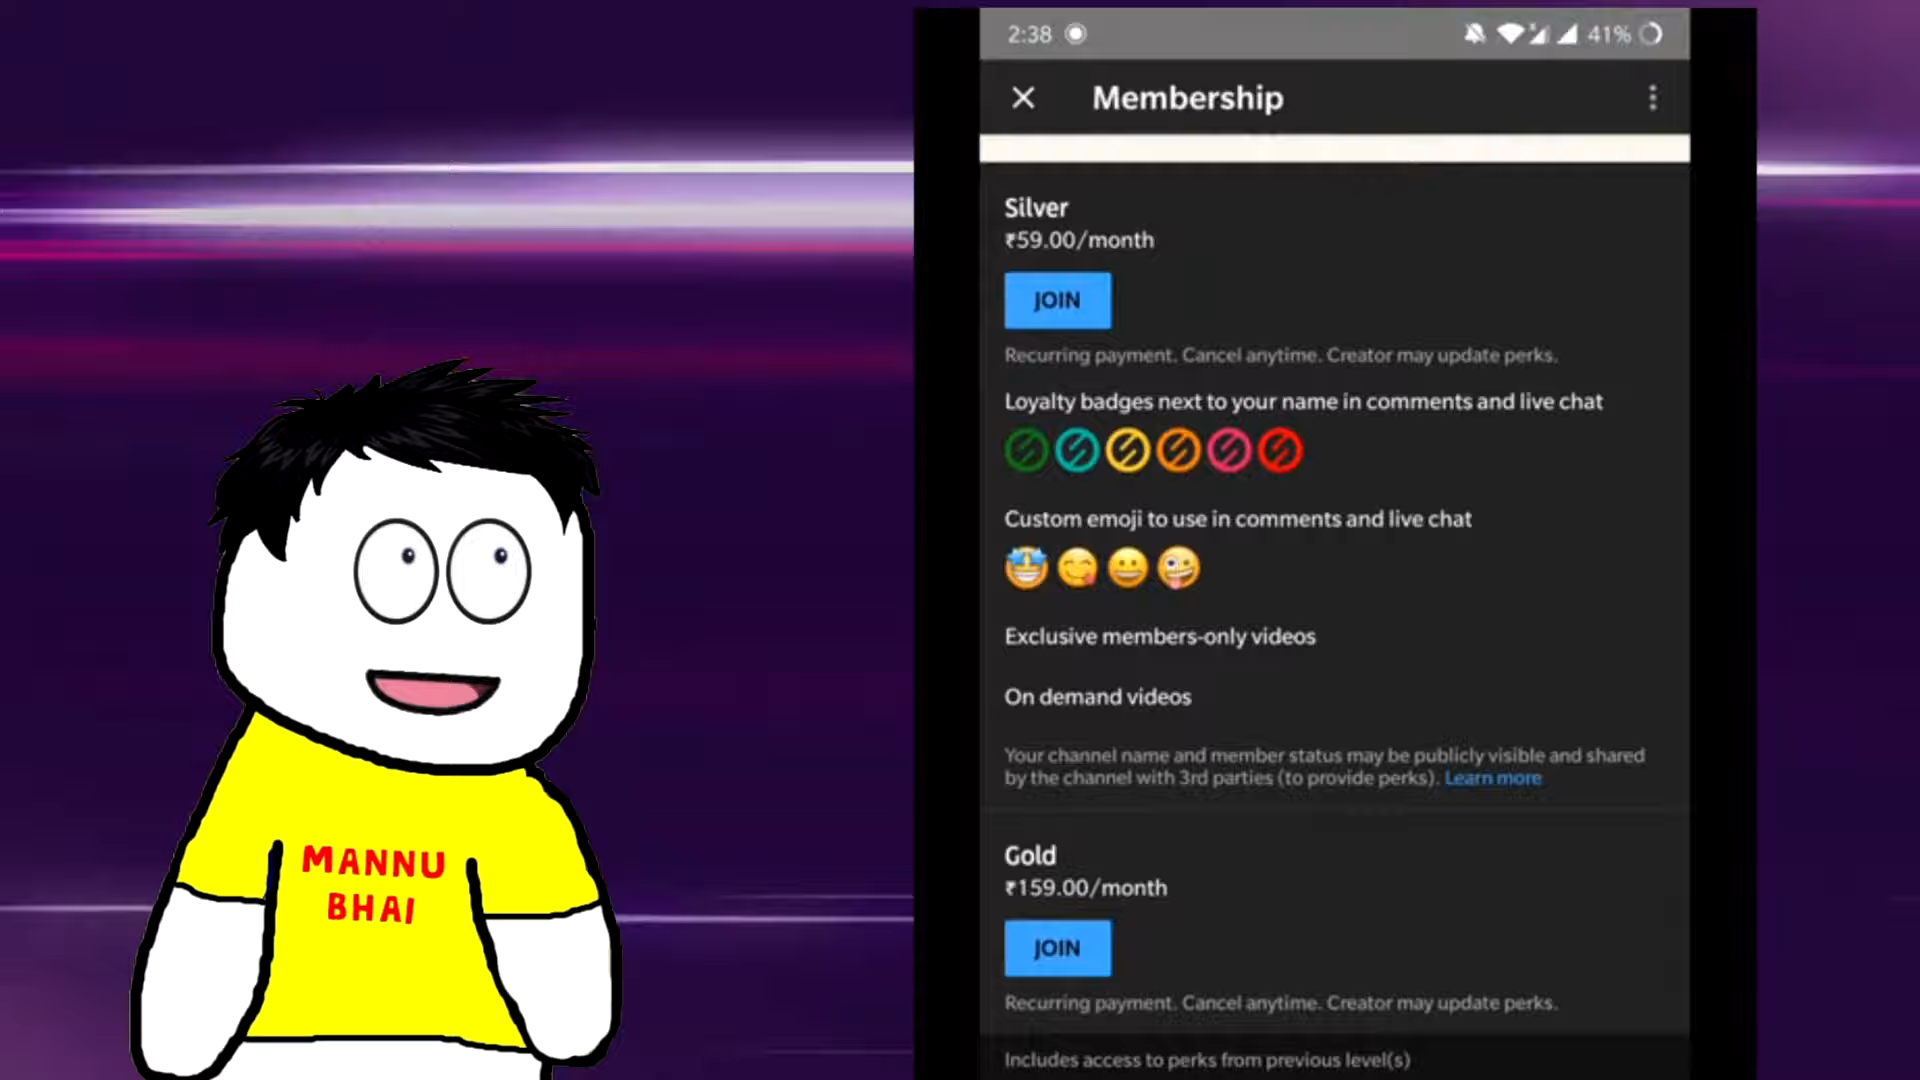 2:38
41%
Membership
Silver
₹59.00/month
JOIN
Recurring payment. Cancel anytime. Creator may update perks.
Loyalty badges next to your name in comments and live chat
Custom emoji to use in comments and live chat
Exclusive members-only videos
On demand videos
Your channel name and member status may be publicly visible and shared
by the channel with 3rd parties (to provide perks). Learn more
Gold
₹159.00/month
JOIN
Recurring payment. Cancel anytime. Creator may update perks.
Includes access to perks from previous level(s)
MANNU
BHAI